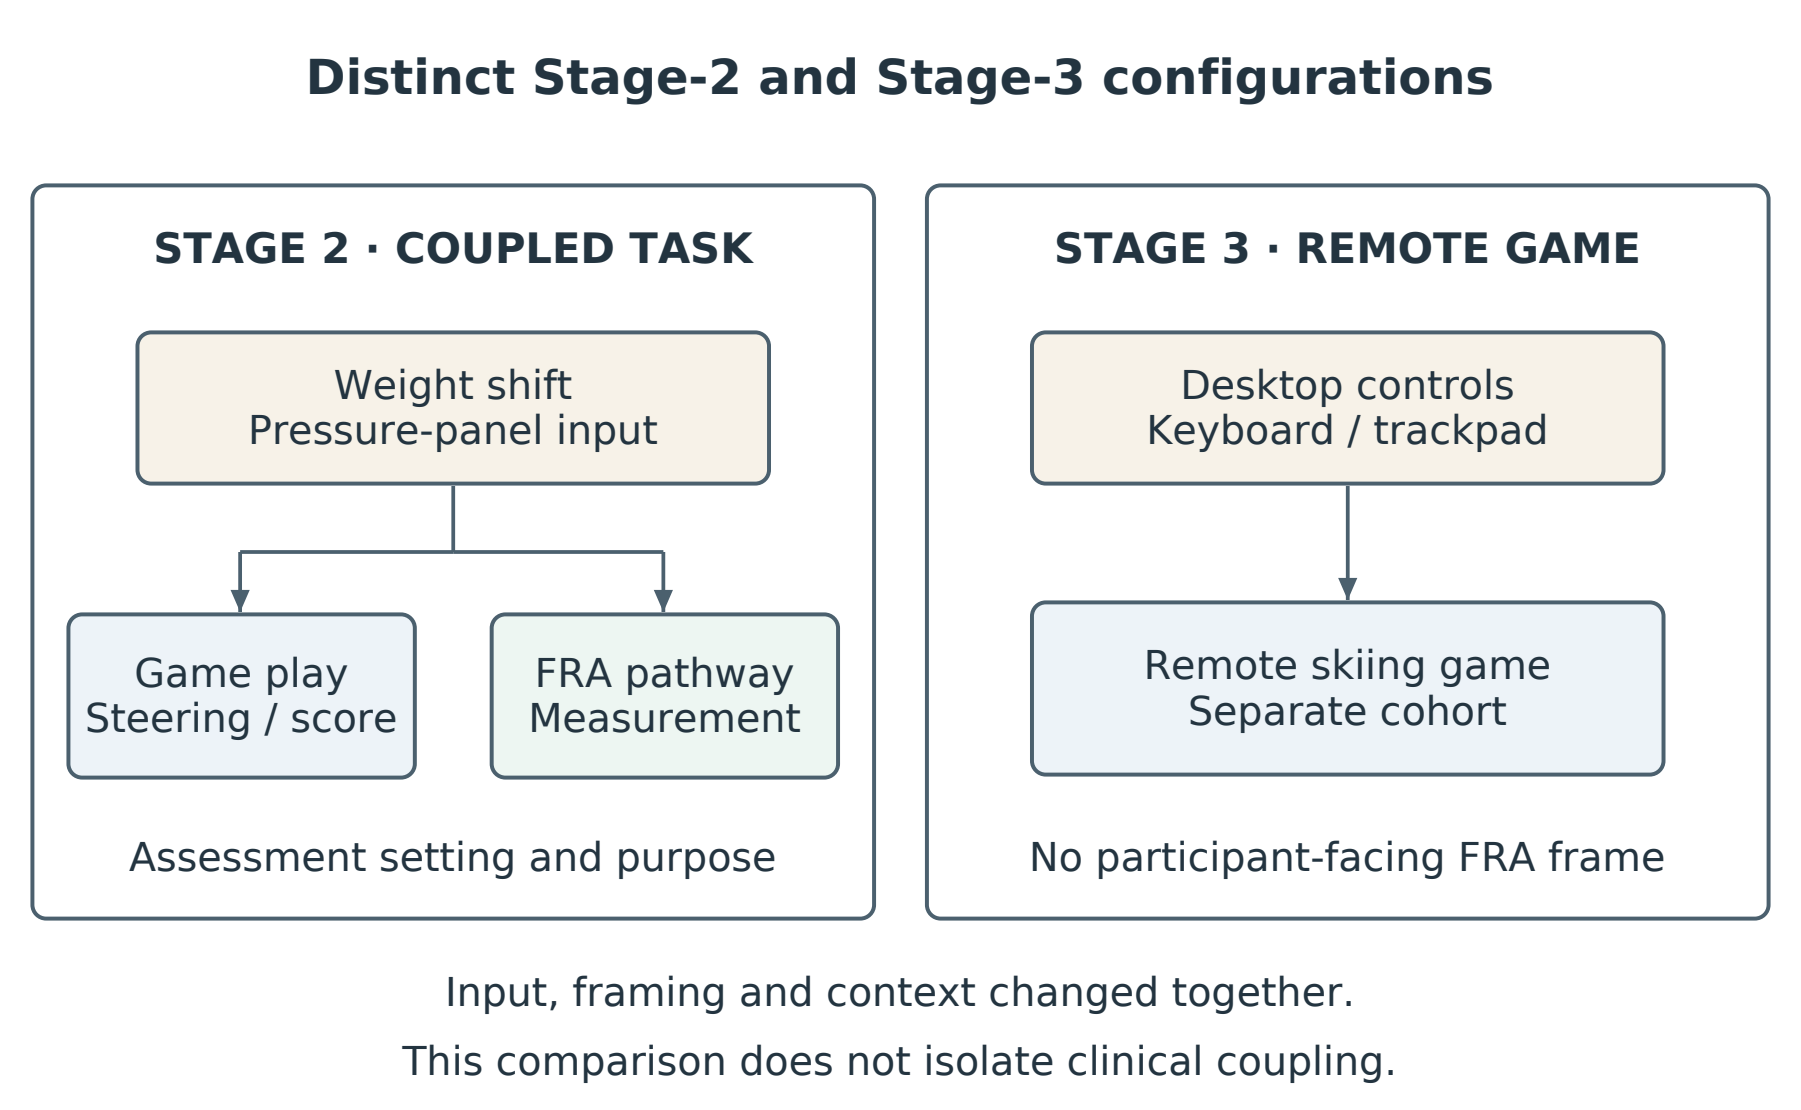 Distinct Stage-2 and Stage-3 configurations
STAGE 2 · COUPLED TASK
Weight shift
Pressure-panel input
Game play
Steering / score
FRA pathway
Measurement
Assessment setting and purpose
STAGE 3 · REMOTE GAME
Desktop controls
Keyboard / trackpad
Remote skiing game
Separate cohort
No participant-facing FRA frame
Input, framing and context changed together.
This comparison does not isolate clinical coupling.